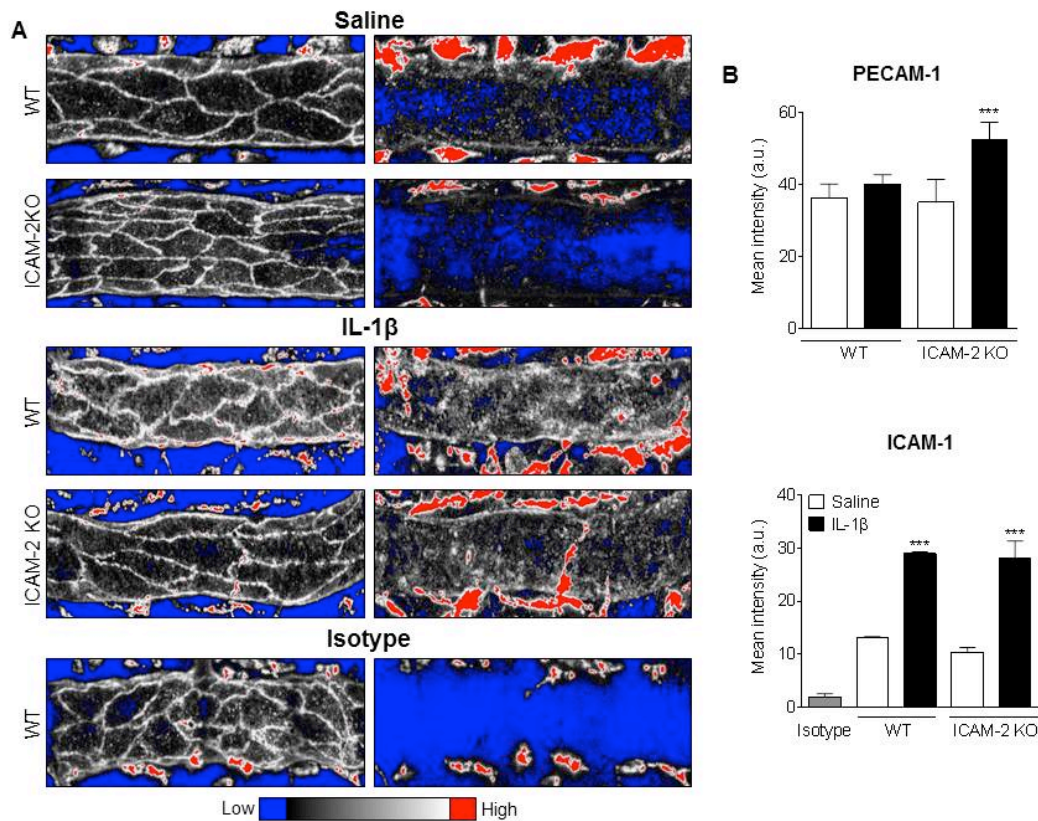 A
Saline
WT
ICAM-2KO
IL-1β
WT
ICAM-2 KO
Isotype
WT
Low
High
B
PECAM-1
Mean intensity (a.u.)
60
40
20
0
***
WT
ICAM-2 KO
ICAM-1
Mean intensity (a.u.)
40
30
20
10
0
Saline
IL-1β
***
***
Isotype
WT
ICAM-2 KO